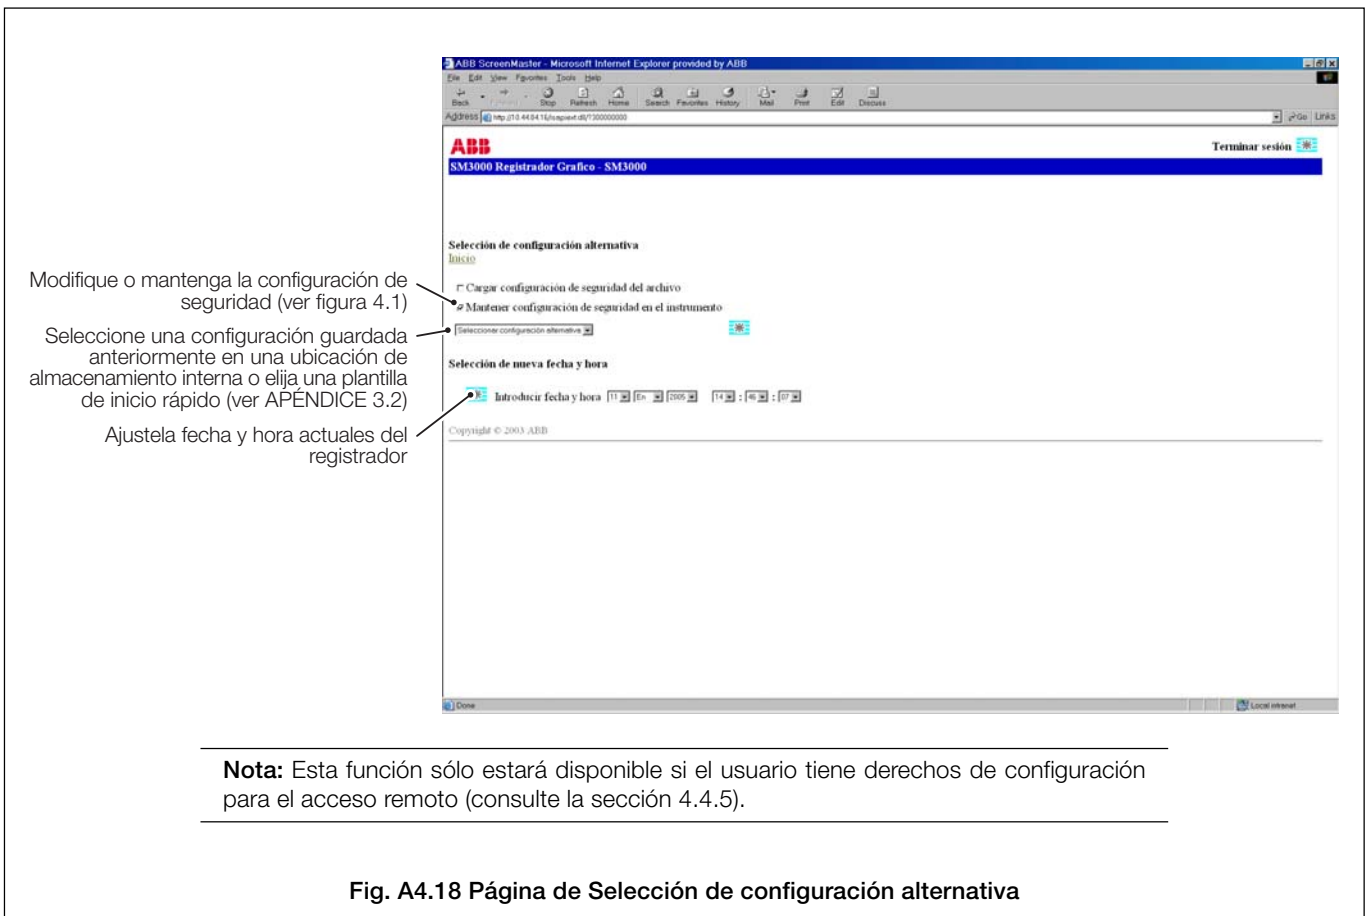 ABB ScreenMaster - Microsoft Internet Explorer provided by ABB
File Edit View Favorites Tools Help
Back Stop Refresh Home Search Favorites History Mail Print Edit Discuss
Address Go Links
ABB
Terminar sesión
SM3000 Registrador Grafico - SM3000
Selección de configuración alternativa
Inicio
Modifique o mantenga la configuración de
seguridad (ver figura 4.1)
Cargar configuración de seguridad del archivo
Mantener configuración de seguridad en el instrumento
Seleccione una configuración guardada
anteriormente en una ubicación de
almacenamiento interna o elija una plantilla
de inicio rápido (ver APÉNDICE 3.2)
Seleccionar configuración alternativa
Selección de nueva fecha y hora
Introducir fecha y hora 11 En 2005 14 : 46 : 07
Ajustela fecha y hora actuales del
registrador
Copyright © 2003 ABB
Done Local intranet
Nota: Esta función sólo estará disponible si el usuario tiene derechos de configuración
para el acceso remoto (consulte la sección 4.4.5).
Fig. A4.18 Página de Selección de configuración alternativa